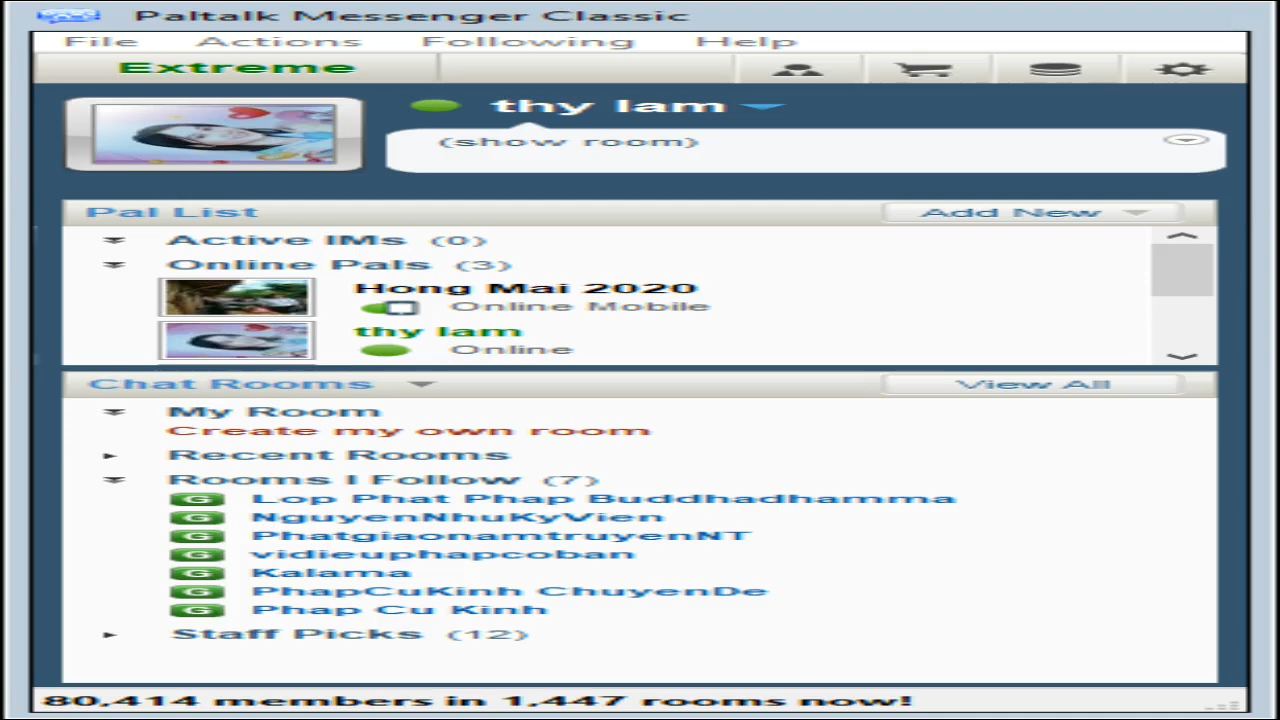 Paltalk Messenger Classic
File Actions Following Help
Extreme
thy lam
(show room)
Pal List Add New
Active IMs (0)
Online Pals (3)
Hong Mai 2020
Online Mobile
thy lam
Online
Chat Rooms View All
My Room
Create my own room
Recent Rooms
Rooms I Follow (7)
G Lop Phat Phap Buddhadhamma
G NguyenNhuKyVien
G PhatgiaonamtruyenNT
G vidieuphapcoban
G Kalama
G PhapCuKinh ChuyenDe
G Phap Cu Kinh
Staff Picks (12)
80,414 members in 1,447 rooms now!